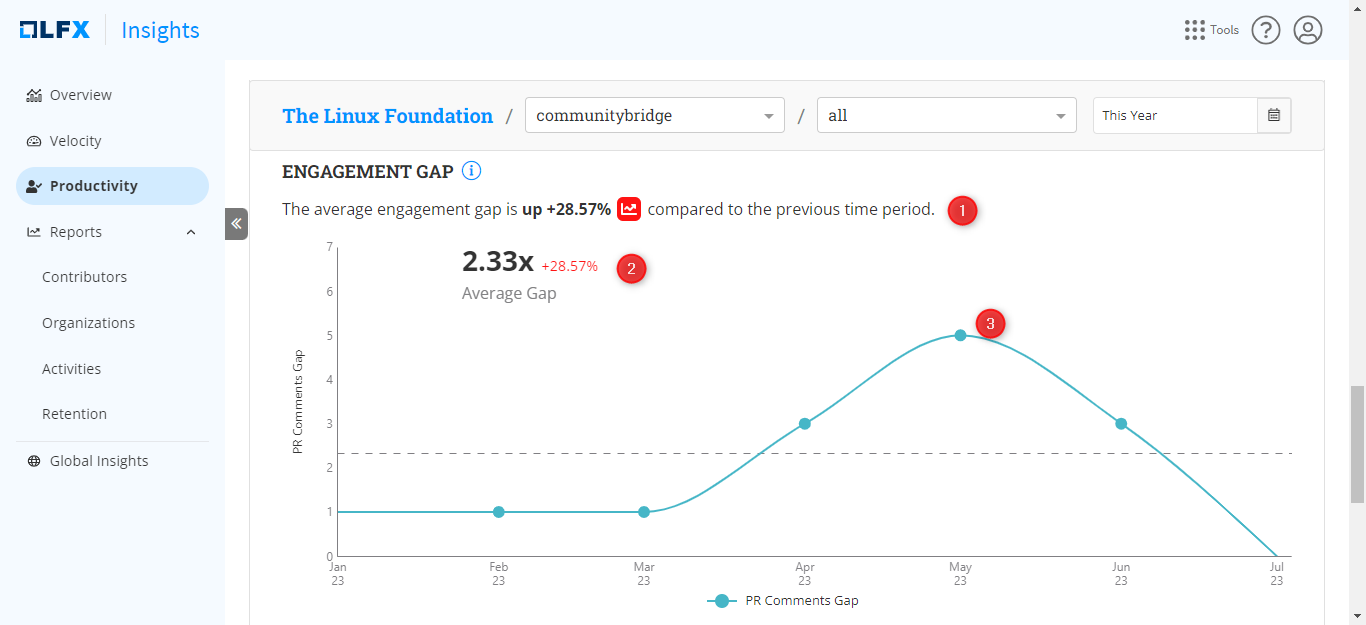 LFX Insights
Tools ?
Overview
Velocity
Productivity
Reports
Contributors
Organizations
Activities
Retention
Global Insights
The Linux Foundation / communitybridge / all This Year
ENGAGEMENT GAP i
The average engagement gap is up +28.57% compared to the previous time period. 1
2.33x +28.57% 2
Average Gap
3
PR Comments Gap
7
6
5
4
3
2
1
0
Jan Feb Mar Apr May Jun Jul
23 23 23 23 23 23 23
PR Comments Gap